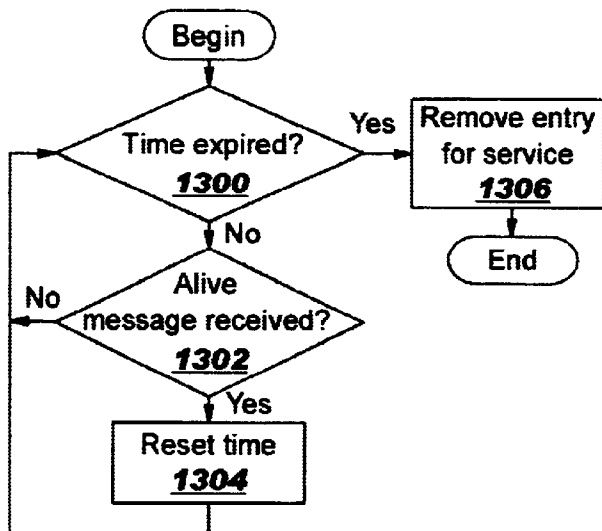 Begin
Time expired?
1300
Yes
Remove entry
for service
1306
End
No
Alive
message received?
1302
No
Yes
Reset time
1304